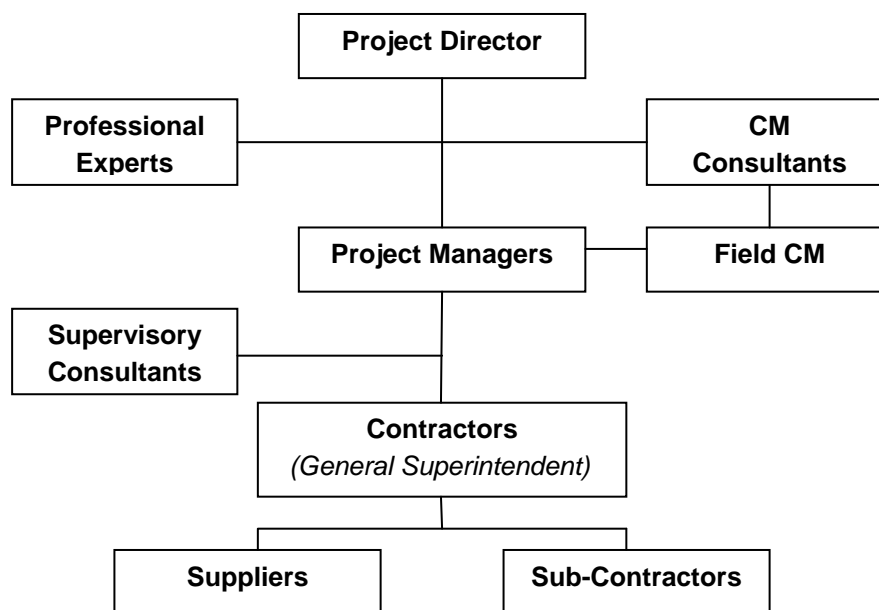 Project Director
Professional
Experts
CM
Consultants
Project Managers
Field CM
Supervisory
Consultants
Contractors
(General Superintendent)
Suppliers
Sub-Contractors